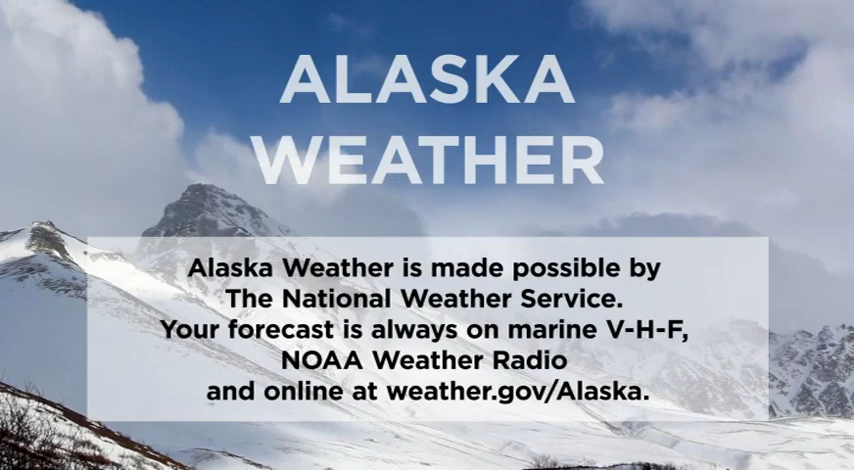 ALASKA
WEATHER
Alaska Weather is made possible by
The National Weather Service.
Your forecast is always on marine V-H-F,
NOAA Weather Radio
and online at weather.gov/Alaska.